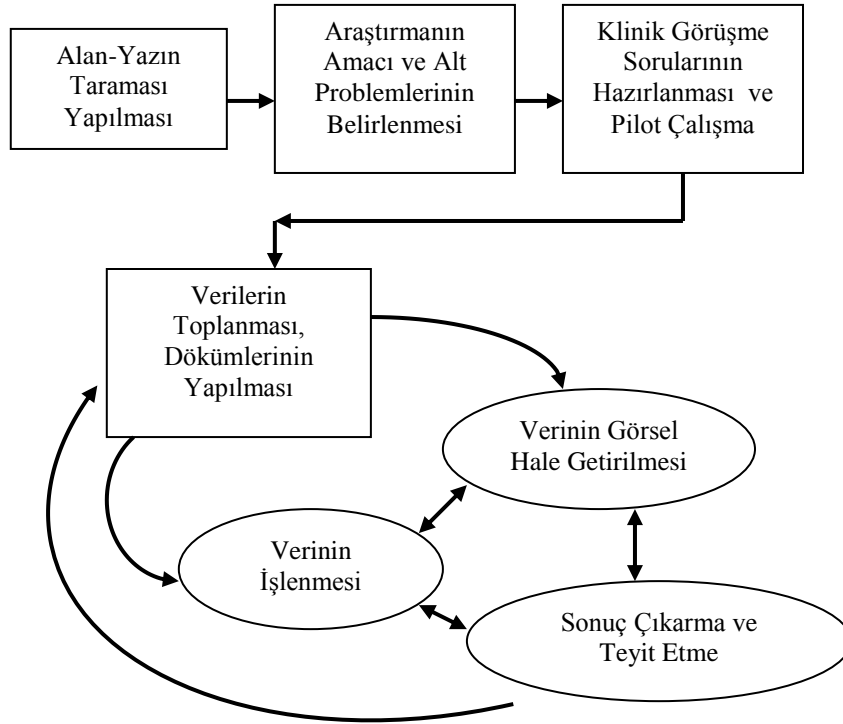 Alan-Yazın
Taraması
Yapılması
Araştırmanın
Amacı ve Alt
Problemlerinin
Belirlenmesi
Klinik Görüşme
Sorularının
Hazırlanması ve
Pilot Çalışma
Verilerin
Toplanması,
Dökümlerinin
Yapılması
Verinin Görsel
Hale Getirilmesi
Verinin
İşlenmesi
Sonuç Çıkarma ve
Teyit Etme